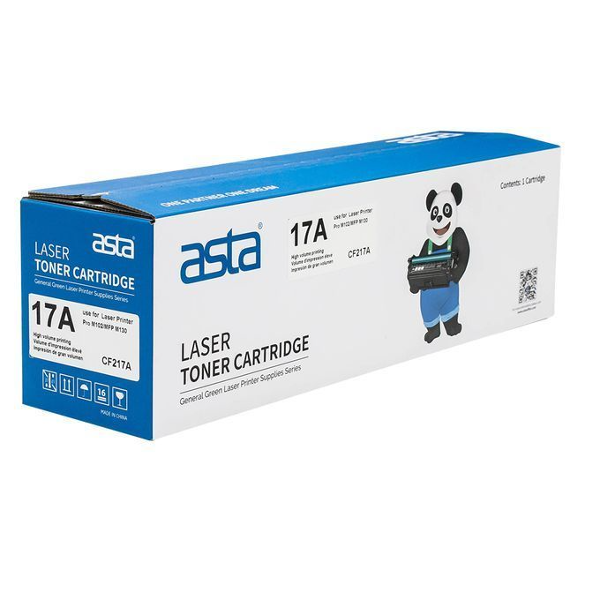 ONE PARTNER ONE DREAM
asta
LASER
TONER CARTRIDGE
General Green Laser Printer Supplies Series
17A
use for Laser Printer
Pro M102/MFP M130
High volume printing
Volume d'impression élevé
Impresión de gran volumen
CF217A
16
MADE IN CHINA
asta®
17A
use for Laser Printer
Pro M102/MFP M130
High volume printing
Volume d'impression élevé
Impresión de gran volumen
CF217A
LASER
TONER CARTRIDGE
General Green Laser Printer Supplies Series
Contents: 1 Cartridge